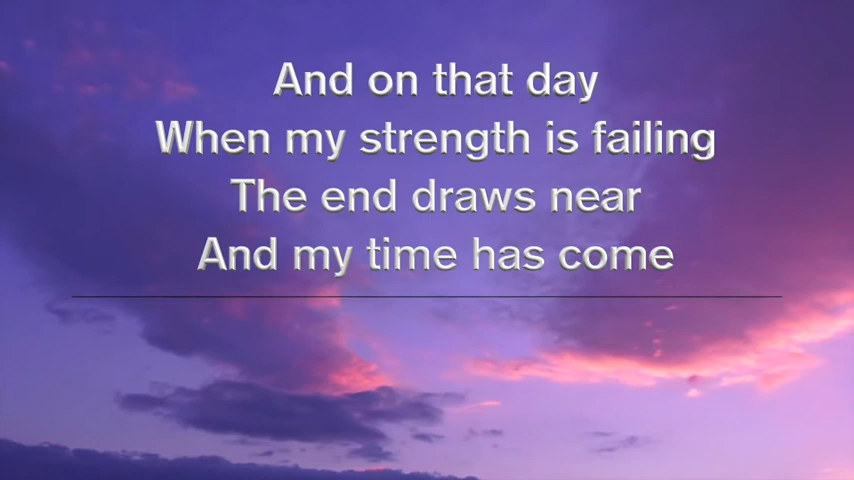 And on that day
When my strength is failing
The end draws near
And my time has come